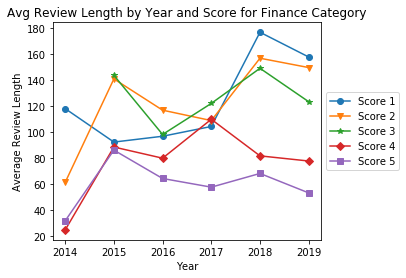 Avg Review Length by Year and Score for Finance Category
180
160
140
120
100
80
60
40
20
Average Review Length
2014 2015 2016 2017 2018 2019
Year
Score 1
Score 2
Score 3
Score 4
Score 5